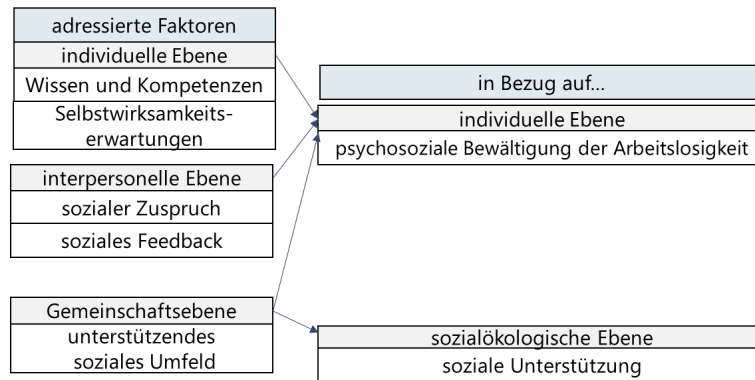 adressierte Faktoren
individuelle Ebene
Wissen und Kompetenzen
Selbstwirksamkeits-
erwartungen
interpersonelle Ebene
sozialer Zuspruch
soziales Feedback
Gemeinschaftsebene
unterstützendes
soziales Umfeld
in Bezug auf...
individuelle Ebene
psychosoziale Bewältigung der Arbeitslosigkeit
sozialökologische Ebene
soziale Unterstützung